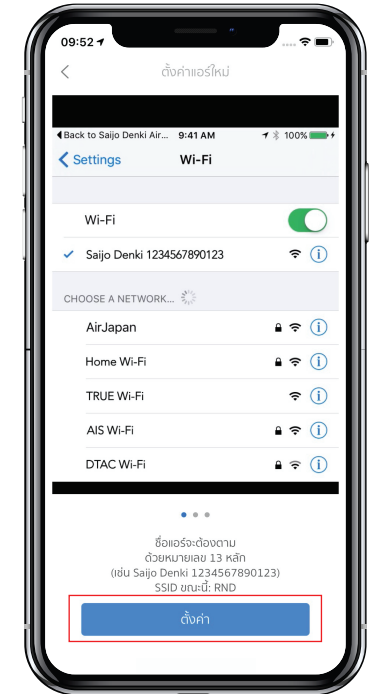 09:52
ตั้งค่าแอร์ใหม่
Back to Saijo Denki Air... 9:41 AM 100%
Settings Wi-Fi
Wi-Fi
Saijo Denki 1234567890123
CHOOSE A NETWORK...
AirJapan
Home Wi-Fi
TRUE Wi-Fi
AIS Wi-Fi
DTAC Wi-Fi
ชื่อแอร์จะต้องตาม
ด้วยหมายเลข 13 หลัก
(เช่น Saijo Denki 1234567890123)
SSID ขณะนี้: RND
ตั้งค่า